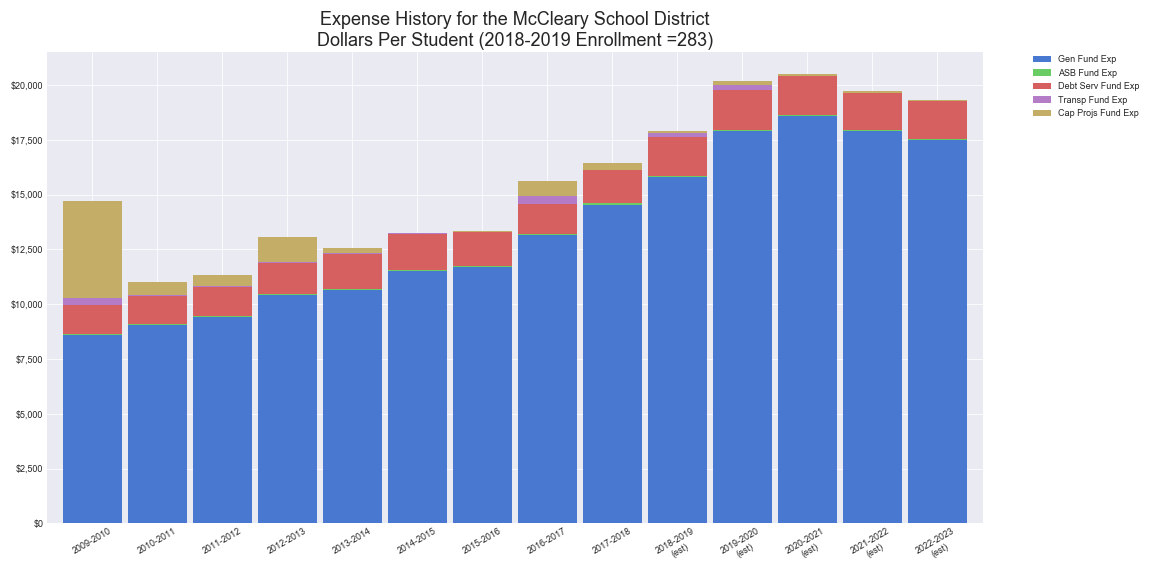 Expense History for the McCleary School District
Dollars Per Student (2018-2019 Enrollment =283)
Gen Fund Exp
ASB Fund Exp
Debt Serv Fund Exp
Transp Fund Exp
Cap Projs Fund Exp
$20,000
$17,500
$15,000
$12,500
$10,000
$7,500
$5,000
$2,500
$0
2009-2010
2010-2011
2011-2012
2012-2013
2013-2014
2014-2015
2015-2016
2016-2017
2017-2018
2018-2019
(est)
2019-2020
(est)
2020-2021
(est)
2021-2022
(est)
2022-2023
(est)